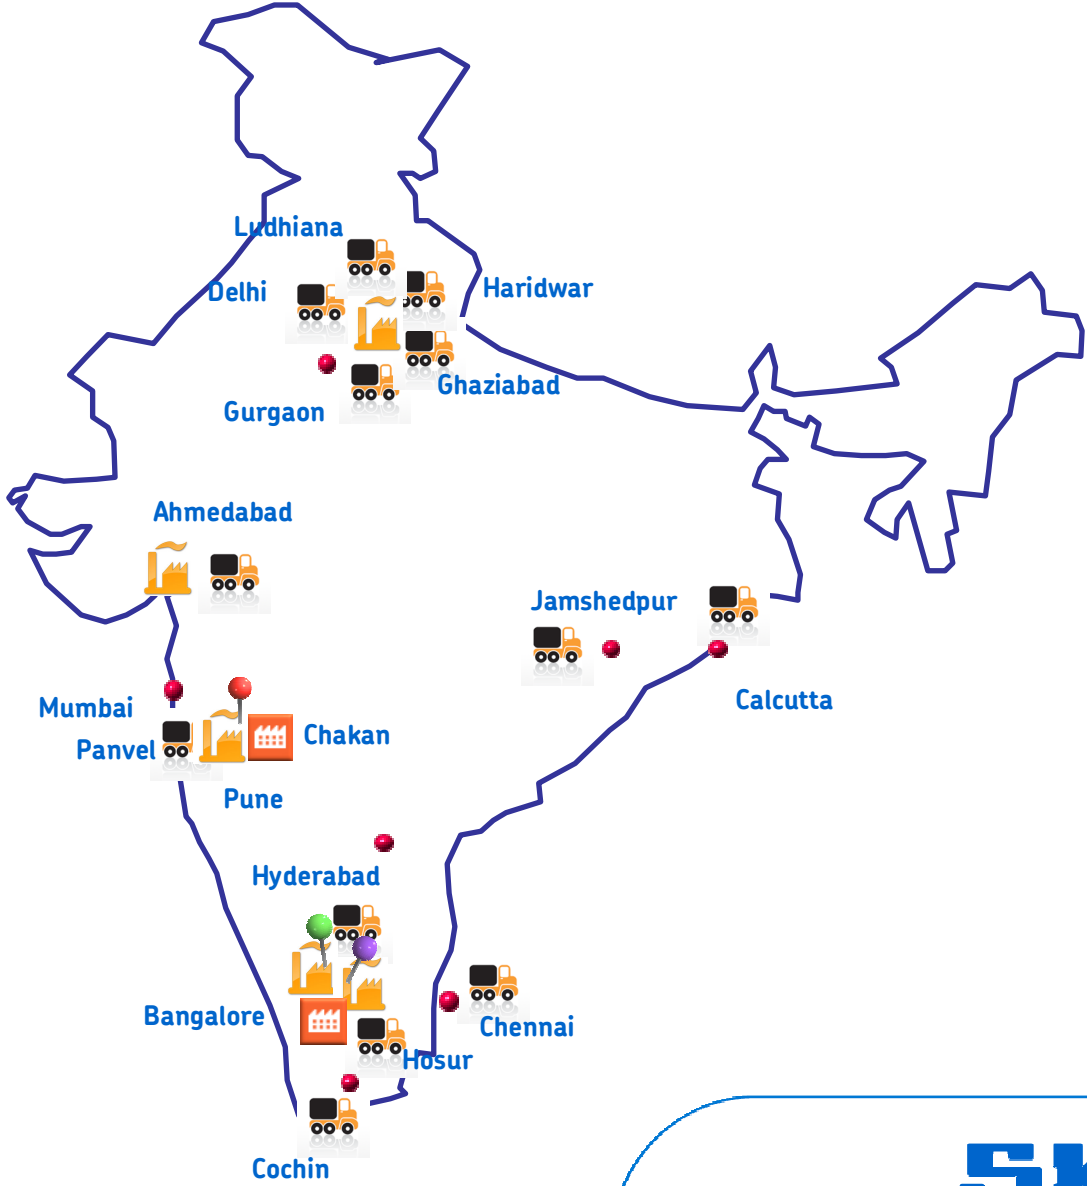 Ludhiana
Delhi
Haridwar
Ghaziabad
Gurgaon
Ahmedabad
Jamshedpur
Mumbai
Calcutta
Panvel
Chakan
Pune
Hyderabad
Bangalore
Chennai
Hosur
Cochin